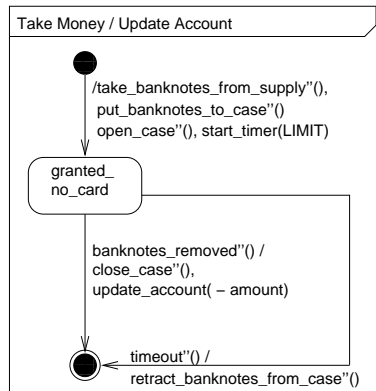 Take Money / Update Account
/take_banknotes_from_supply"(),
put_banknotes_to_case"()
open_case"(), start_timer(LIMIT)
granted_
no_card
banknotes_removed"() /
close_case"(),
update_account( − amount)
timeout"() /
retract_banknotes_from_case"()